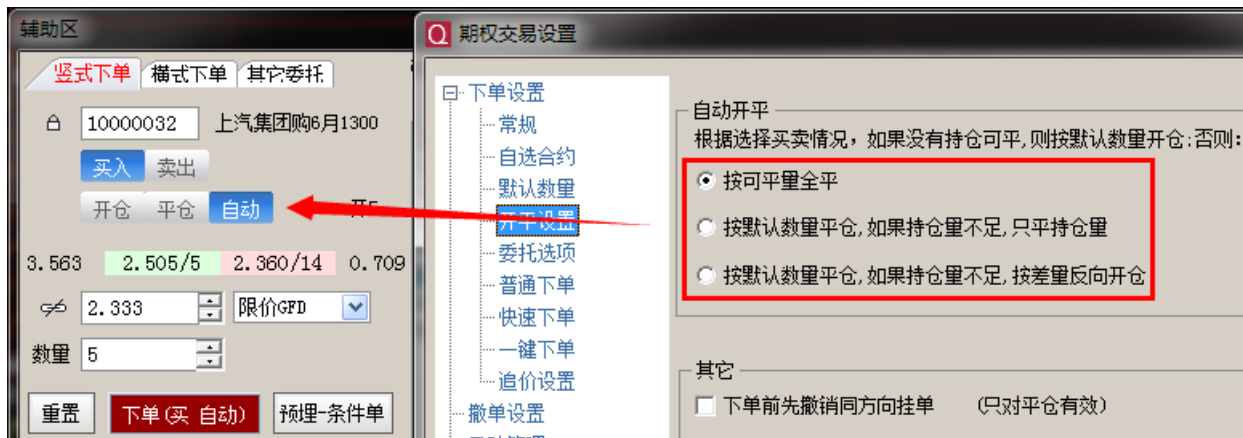 辅助区
竖式下单 横式下单 其它委托
10000032 上汽集团购6月1300
买入 卖出
开仓 平仓 自动
3.563 2.505/5 2.360/14 0.709
2.333 限价GFD
数量 5
重置 下单(买 自动) 预埋-条件单
Q 期权交易设置
下单设置
常规
自选合约
默认数量
开平设置
委托选项
普通下单
快速下单
一键下单
追价设置
撤单设置
自动开平
根据选择买卖情况，如果没有持仓可平,则按默认数量开仓;否则:
按可平量全平
按默认数量平仓,如果持仓量不足,只平持仓量
按默认数量平仓,如果持仓量不足,按差量反向开仓
其它
下单前先撤销同方向挂单 (只对平仓有效)